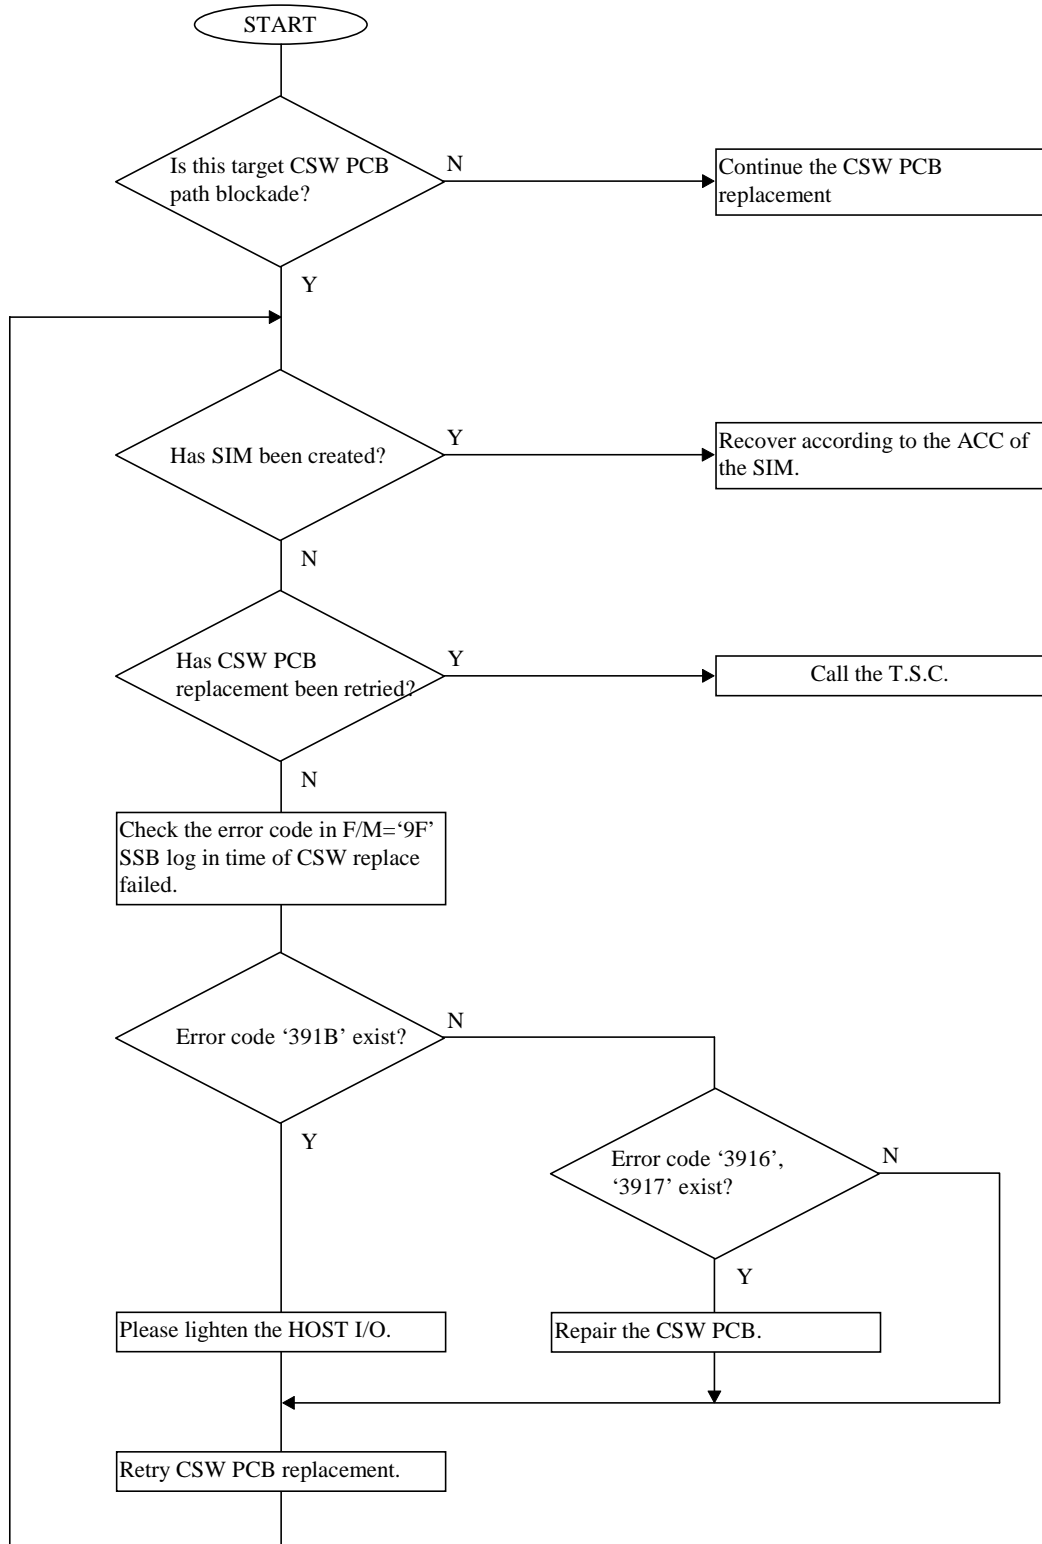 START
Is this target CSW PCB
path blockade?
N
Continue the CSW PCB
replacement
Y
Has SIM been created?
Y
Recover according to the ACC of
the SIM.
N
Has CSW PCB
replacement been retried?
Y
Call the T.S.C.
N
Check the error code in F/M=‘9F’
SSB log in time of CSW replace
failed.
Error code ‘391B’ exist?
N
Y
Error code ‘3916’,
‘3917’ exist?
N
Y
Please lighten the HOST I/O.
Repair the CSW PCB.
Retry CSW PCB replacement.